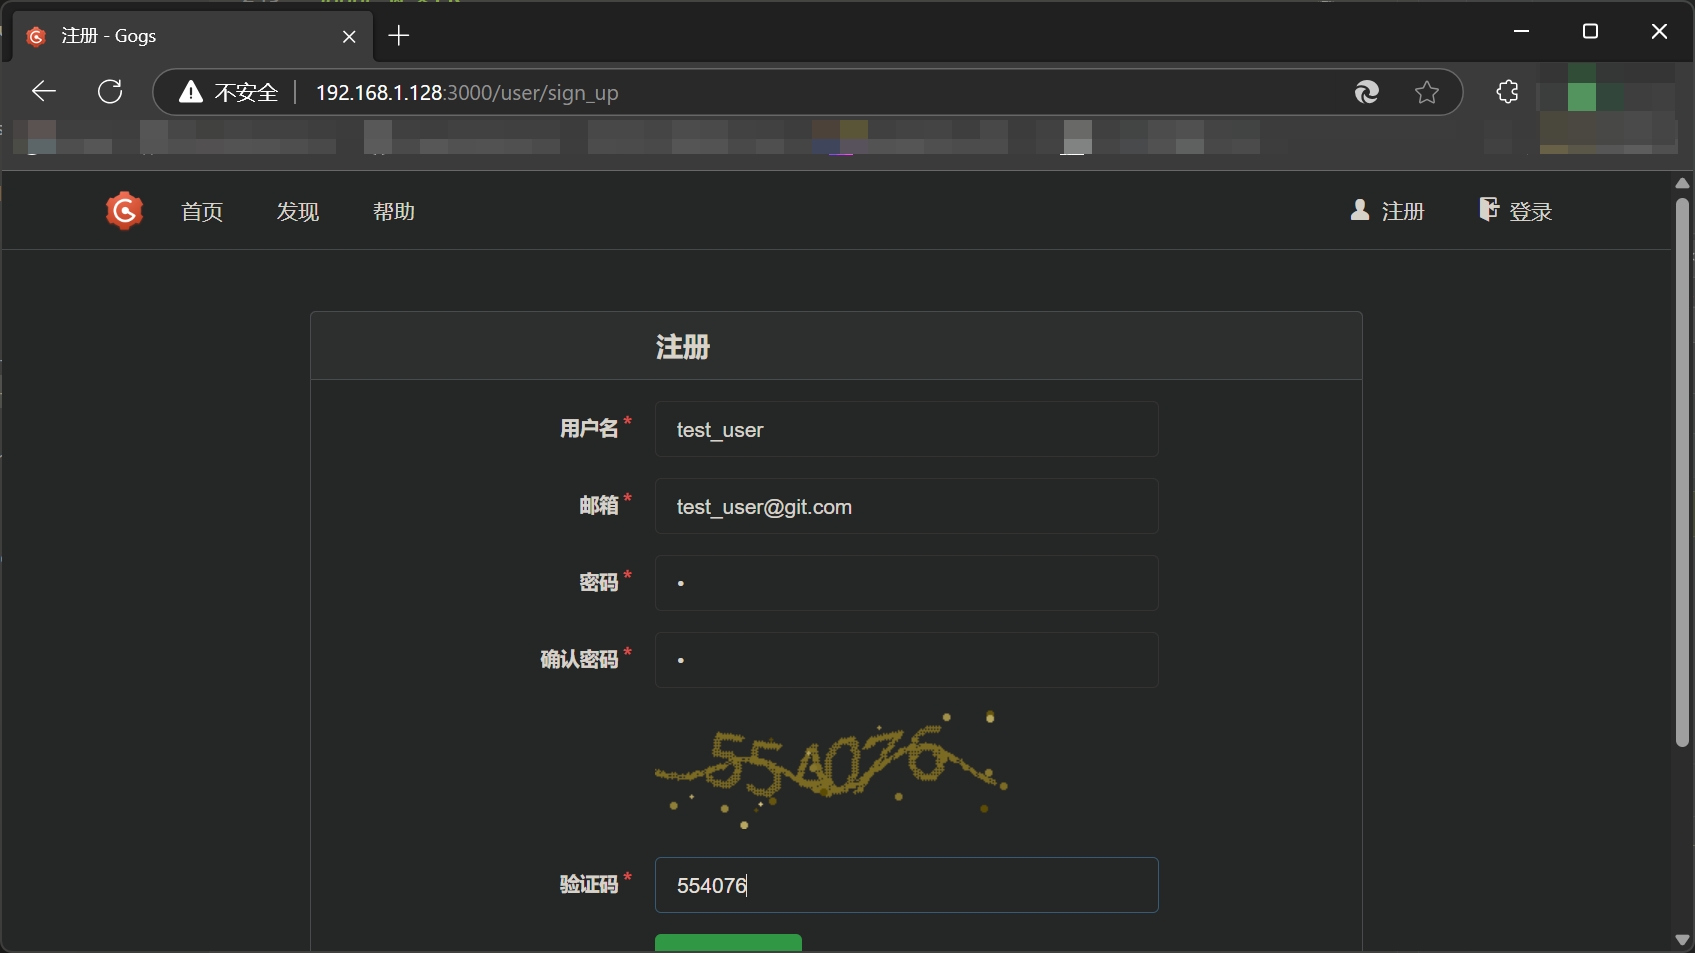 注册 - Gogs
不安全 192.168.1.128:3000/user/sign_up
首页 发现 帮助 注册 登录
注册
用户名* test_user
邮箱* test_user@git.com
密码* •
确认密码* •
554076
验证码* 554076